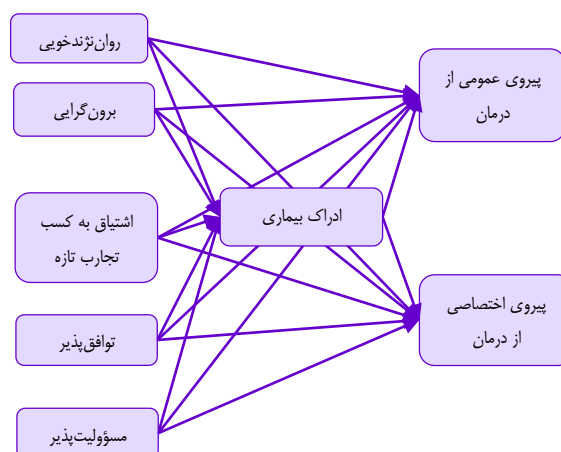 روان‌نژندخویی
برون‌گرایی
اشتیاق به کسب
تجارب تازه
توافق‌پذیر
مسؤولیت‌پذیر
ادراک بیماری
پیروی عمومی از
درمان
پیروی اختصاصی
از درمان